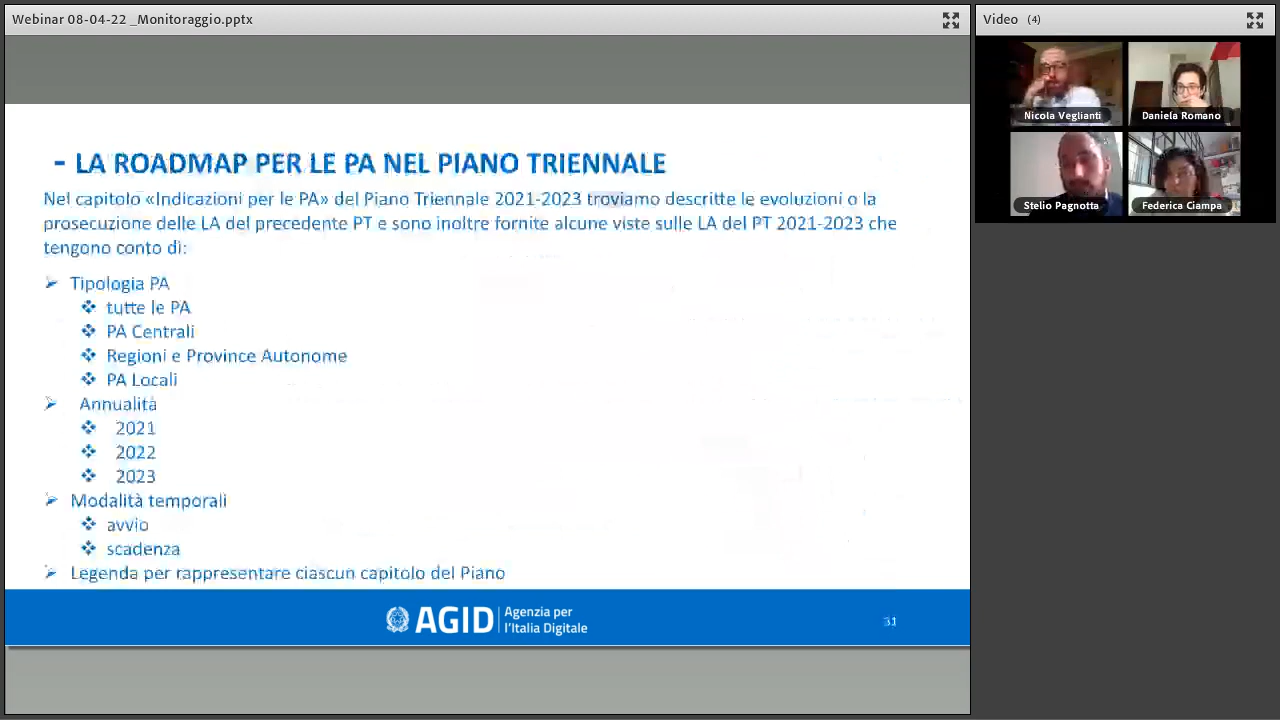 Webinar 08-04-22 _Monitoraggio.pptx
Video (4)
Nicola Veglianti
Daniela Romano
Stelio Pagnotta
Federica Ciampa
- LA ROADMAP PER LE PA NEL PIANO TRIENNALE
Nel capitolo «Indicazioni per le PA» del Piano Triennale 2021-2023 troviamo descritte le evoluzioni o la
prosecuzione delle LA del precedente PT e sono inoltre fornite alcune viste sulle LA del PT 2021-2023 che
tengono conto di:
Tipologia PA
tutte le PA
PA Centrali
Regioni e Province Autonome
PA Locali
Annualità
2021
2022
2023
Modalità temporali
avvio
scadenza
Legenda per rappresentare ciascun capitolo del Piano
AGID Agenzia per
l'Italia Digitale
31